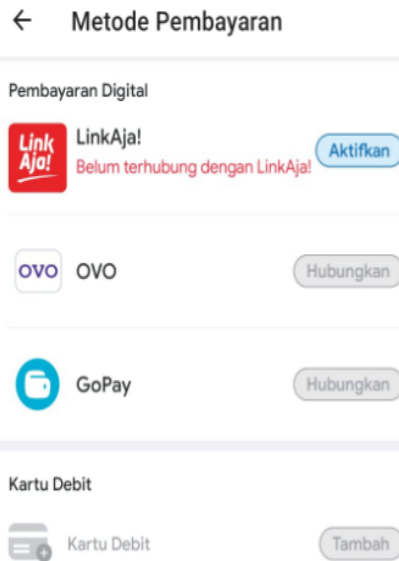 Metode Pembayaran
Pembayaran Digital
Link
Aja!
LinkAja!
Belum terhubung dengan LinkAja!
Aktifkan
OVO
OVO
Hubungkan
GoPay
Hubungkan
Kartu Debit
Kartu Debit
Tambah